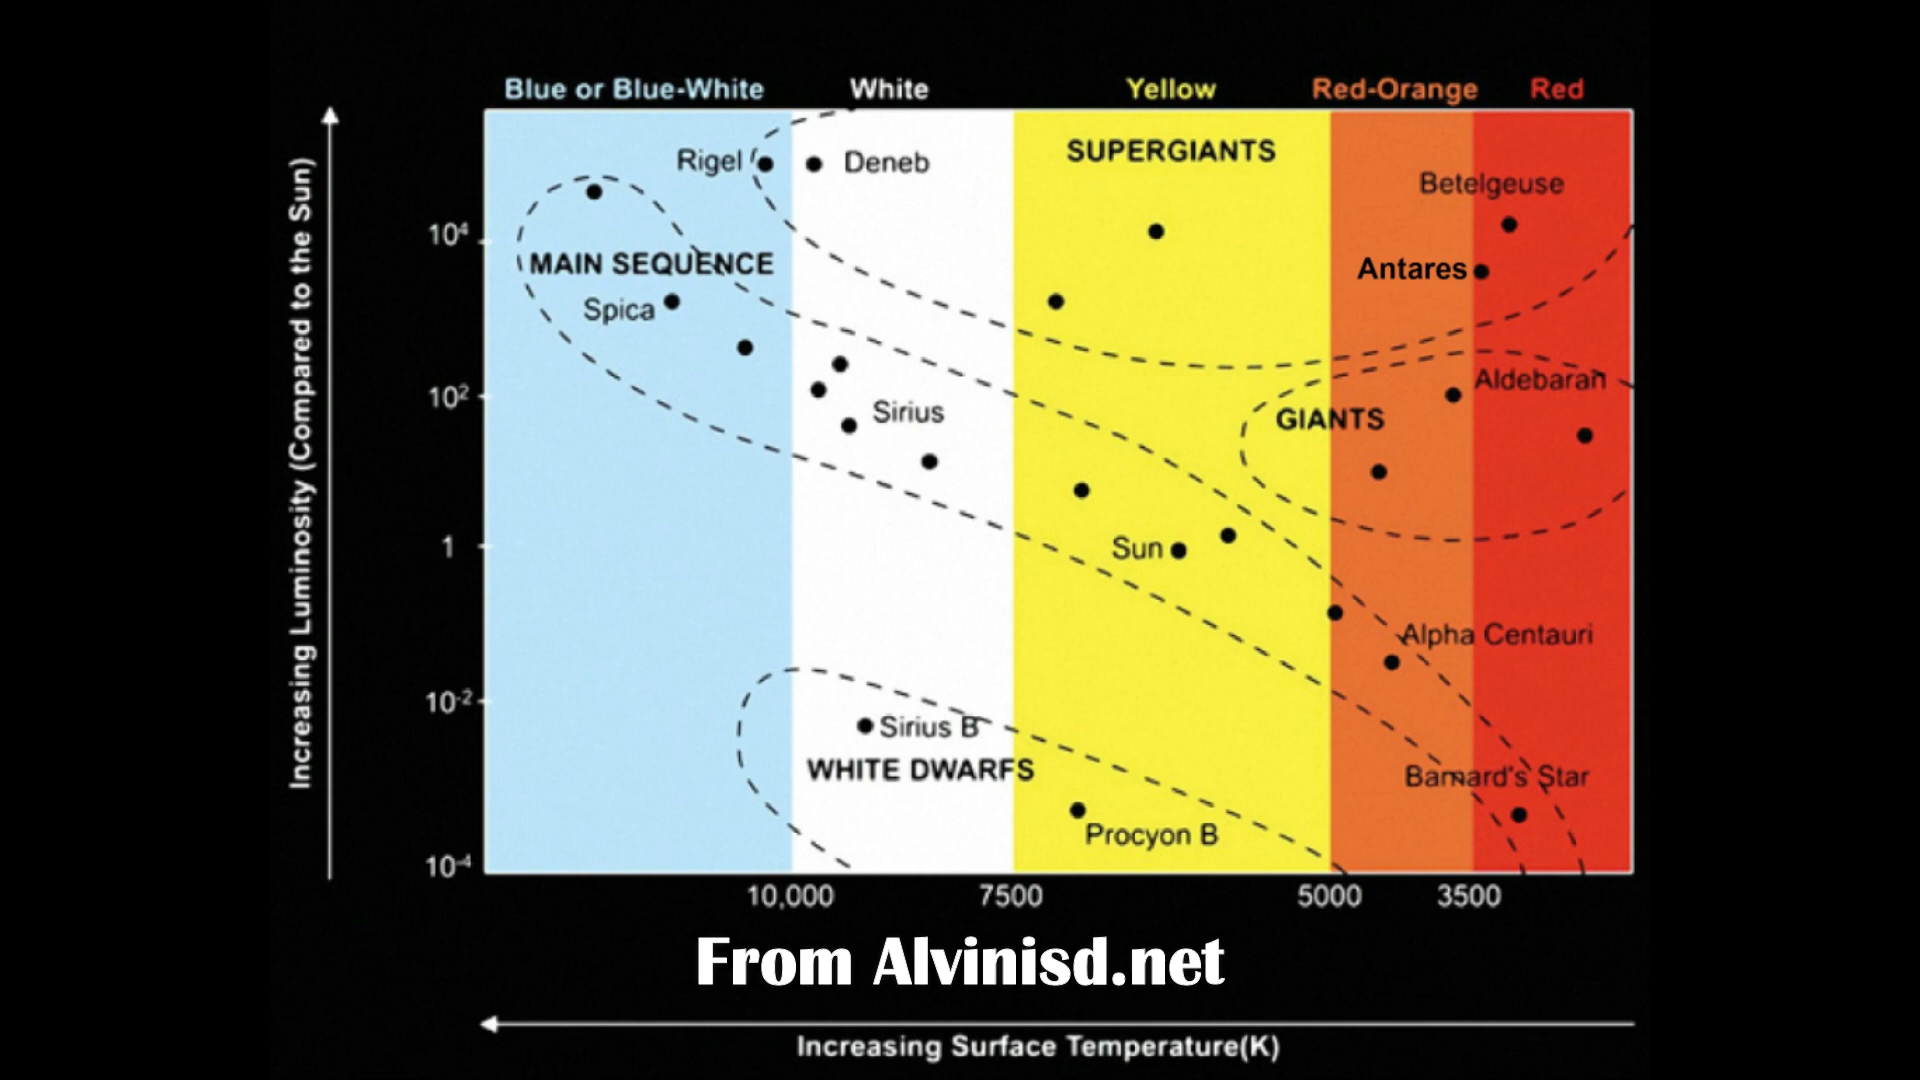 Blue or Blue-White White Yellow Red-Orange Red
SUPERGIANTS
Rigel Deneb
Betelgeuse
10⁴
MAIN SEQUENCE
Antares
Spica
Aldebaran
10²
Sirius
GIANTS
1
Sun
Alpha Centauri
10⁻²
Sirius B
WHITE DWARFS
Barnard's Star
Procyon B
10⁻⁴
10,000 7500 5000 3500
Increasing Luminosity (Compared to the Sun)
From Alvinisd.net
Increasing Surface Temperature(K)